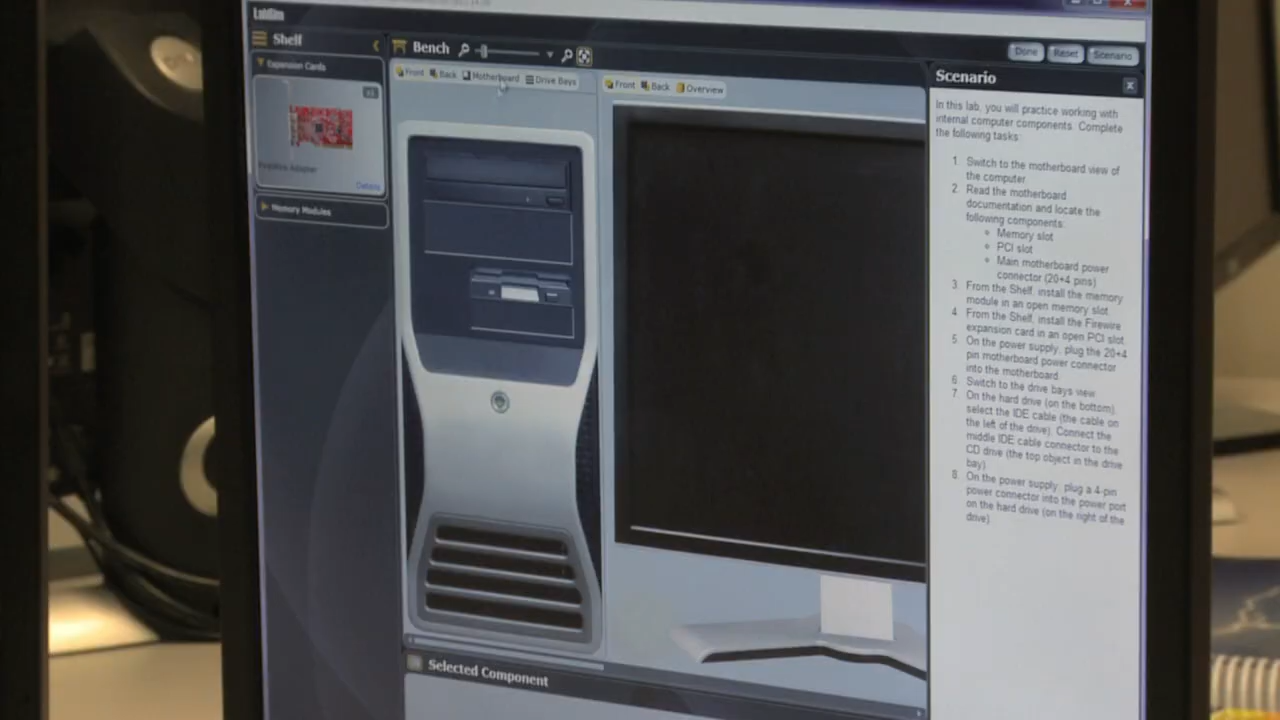 LabSim
Shelf
Expansion Cards
x1
Firewire Adapter
Details
Memory Modules
Bench
Front Back Motherboard Drive Bays
Front Back Overview
Done Reset Scenario
Scenario
In this lab, you will practice working with
internal computer components. Complete
the following tasks:
1. Switch to the motherboard view of
the computer.
2. Read the motherboard
documentation and locate the
following components:
Memory slot
PCI slot
Main motherboard power
connector (20+4 pins)
3. From the Shelf, install the memory
module in an open memory slot.
4. From the Shelf, install the Firewire
expansion card in an open PCI slot.
5. On the power supply, plug the 20+4
pin motherboard power connector
into the motherboard.
6. Switch to the drive bays view.
7. On the hard drive (on the bottom),
select the IDE cable (the cable on
the left of the drive). Connect the
middle IDE cable connector to the
CD drive (the top object in the drive
bay).
8. On the power supply, plug a 4-pin
power connector into the power port
on the hard drive (on the right of the
drive).
Selected Component